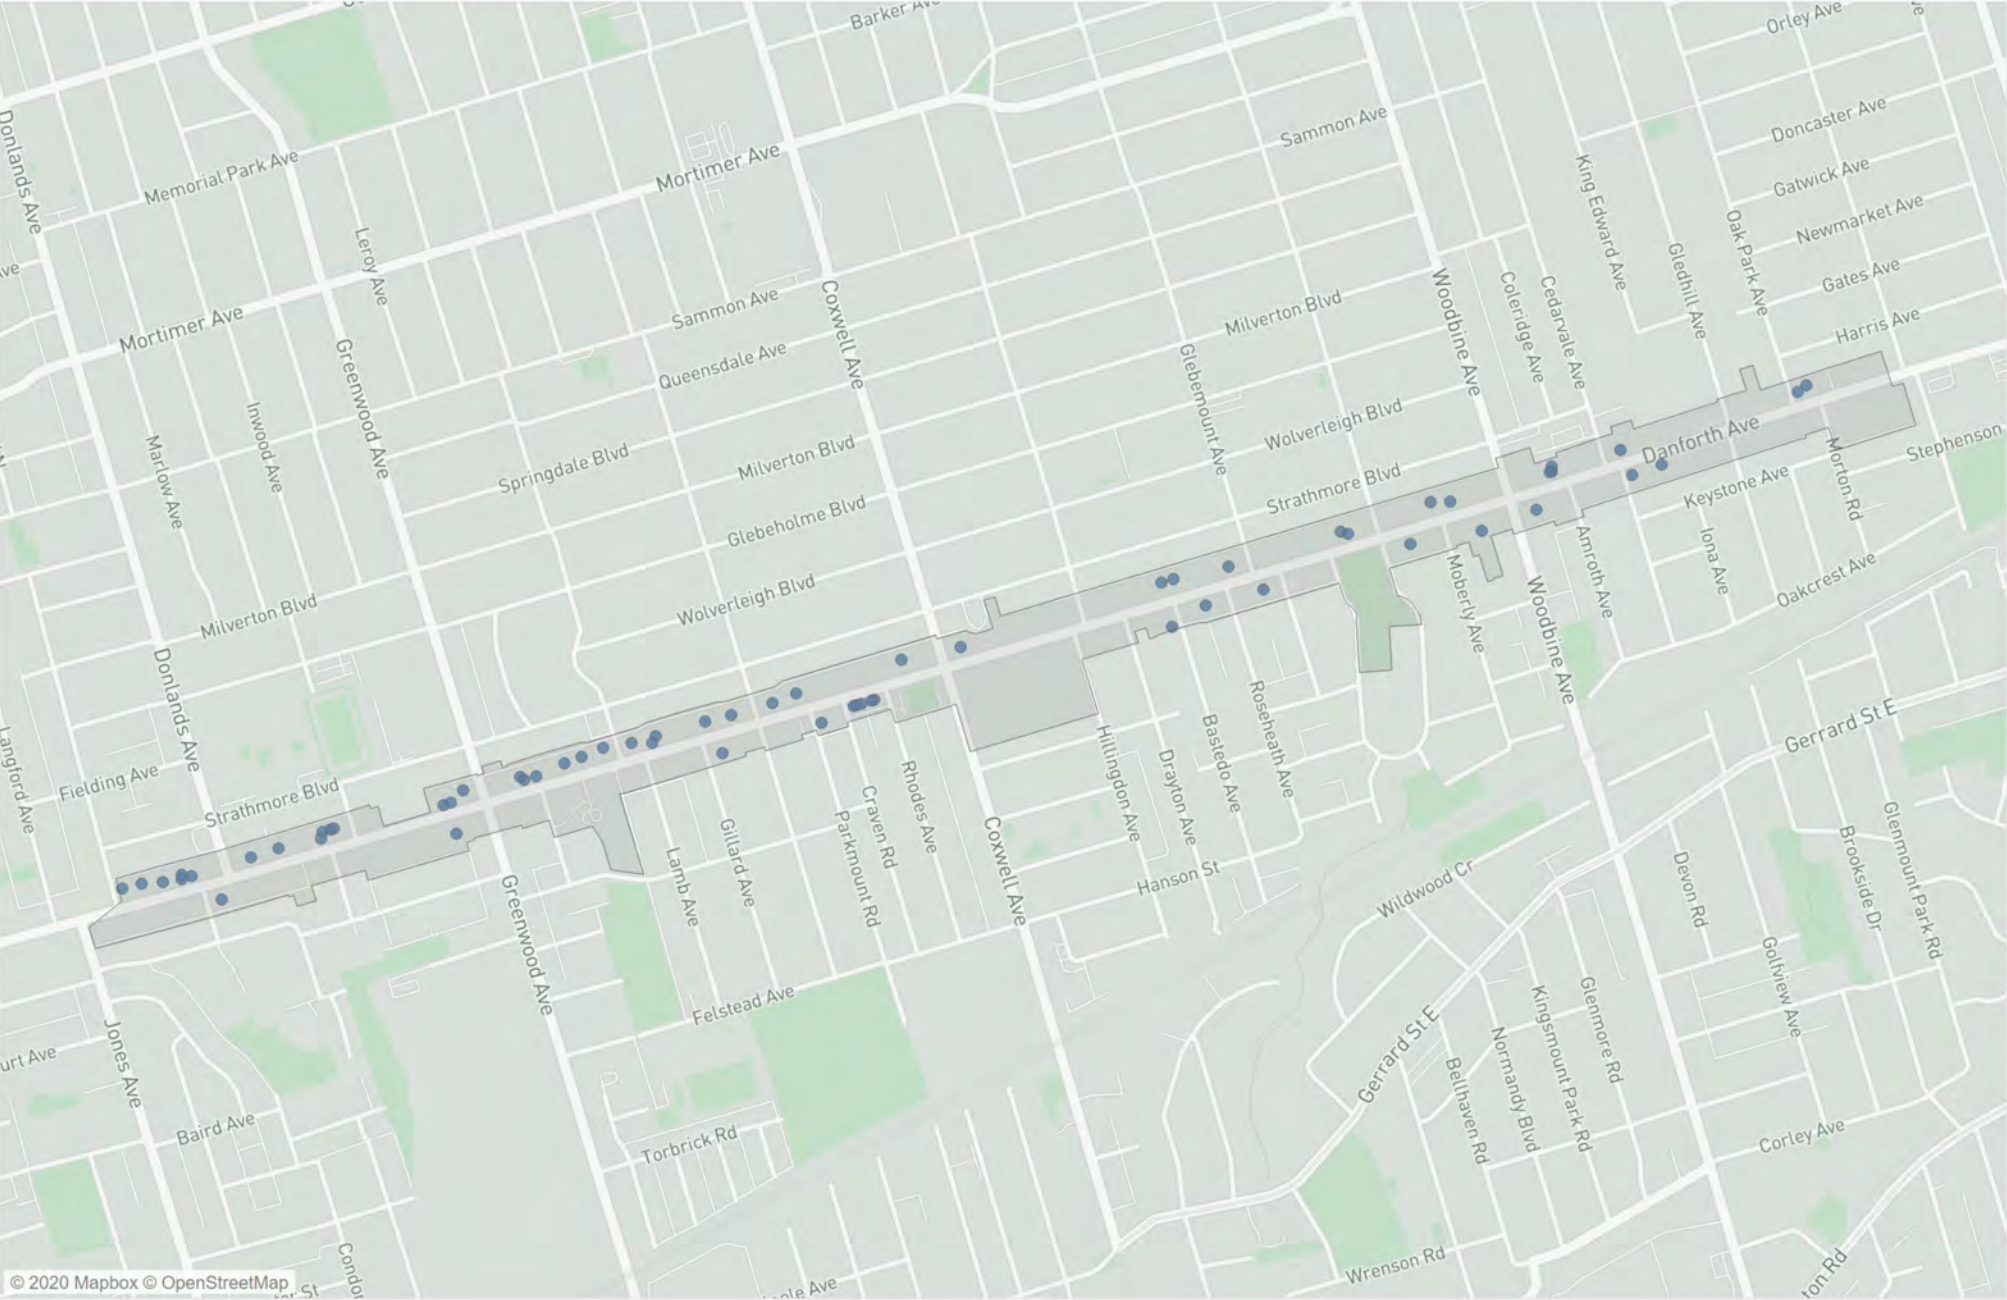 Barker Ave
Orley Ave
Donlands Ave
Doncaster Ave
Sammon Ave
Mortimer Ave
Memorial Park Ave
King Edward Ave
Gatwick Ave
Newmarket Ave
Oak Park Ave
Leroy Ave
Gledhill Ave
Gates Ave
Woodbine Ave
Coleridge Ave
Cedarvale Ave
Sammon Ave
Coxwell Ave
Milverton Blvd
Mortimer Ave
Harris Ave
Greenwood Ave
Queensdale Ave
Glebemount Ave
Inwood Ave
Wolverleigh Blvd
Marlow Ave
Springdale Blvd
Milverton Blvd
Danforth Ave
Stephenson
Strathmore Blvd
Keystone Ave
Morton Rd
Glebeholme Blvd
Iona Ave
Amroth Ave
Oakcrest Ave
Moberly Ave
Wolverleigh Blvd
Milverton Blvd
Woodbine Ave
Donlands Ave
Langford Ave
Fielding Ave
Strathmore Blvd
Roseheath Ave
Bastedo Ave
Drayton Ave
Hillingdon Ave
Gerrard St E
Rhodes Ave
Craven Rd
Parkmount Rd
Gillard Ave
Lamb Ave
Coxwell Ave
Hanson St
Wildwood Cr
Devon Rd
Brookside Dr
Glenmount Park Rd
Greenwood Ave
Felstead Ave
Golfview Ave
Glenmore Rd
Kingsmount Park Rd
Normandy Blvd
Bellhaven Rd
Gerrard St E
Jones Ave
urt Ave
Baird Ave
Torbrick Rd
Corley Ave
Condo
Wrenson Rd
ton Rd
© 2020 Mapbox © OpenStreetMap